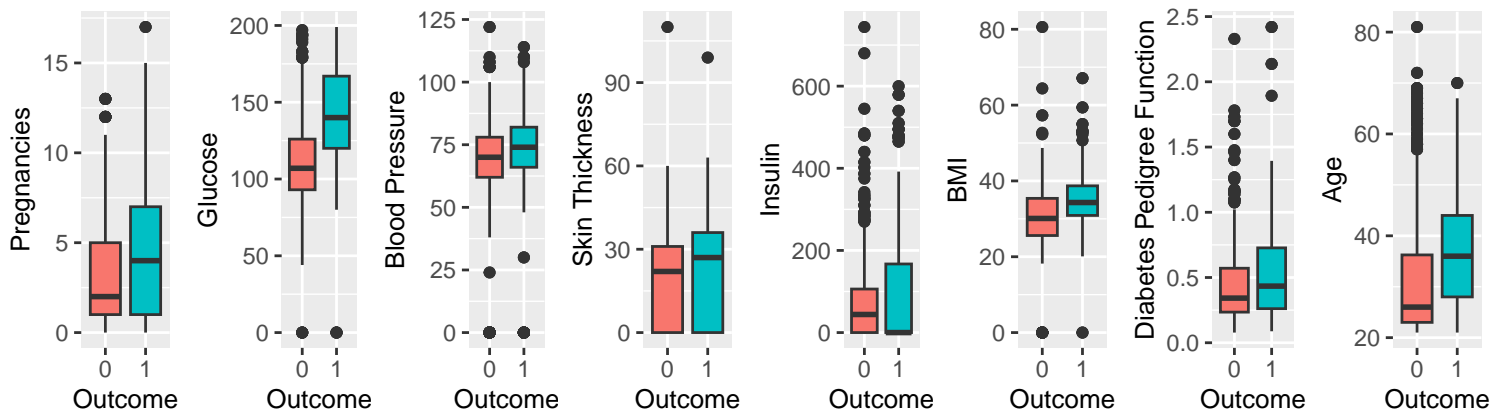 Pregnancies
15
10
5
0
0 1
Outcome
Glucose
200
150
100
50
0
0 1
Outcome
Blood Pressure
125
100
75
50
25
0
0 1
Outcome
Skin Thickness
90
60
30
0
0 1
Outcome
Insulin
600
400
200
0
0 1
Outcome
BMI
80
60
40
20
0
0 1
Outcome
Diabetes Pedigree Function
2.5
2.0
1.5
1.0
0.5
0.0
0 1
Outcome
Age
80
60
40
20
0 1
Outcome